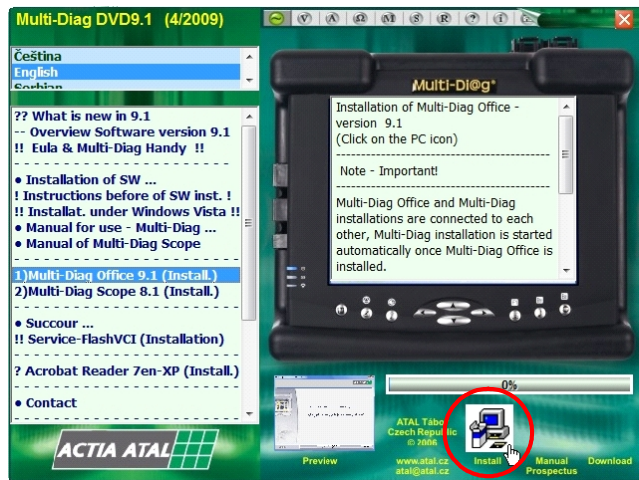 Multi-Diag DVD9.1 (4/2009)
Čeština
English
Serbian
?? What is new in 9.1
-- Overview Software version 9.1
!! Eula & Multi-Diag Handy !!
● Installation of SW ...
! Instructions before of SW inst. !
!! Installat. under Windows Vista !!
● Manual for use - Multi-Diag ...
● Manual of Multi-Diag Scope
1)Multi-Diag Office 9.1 (Install.)
2)Multi-Diag Scope 8.1 (Install.)
● Succour ...
!! Service-FlashVCI (Installation)
? Acrobat Reader 7en-XP (Install.)
● Contact
ACTIA ATAL
Multi-Di@g
Installation of Multi-Diag Office -
version 9.1
(Click on the PC icon)
Note - Important!
Multi-Diag Office and Multi-Diag
installations are connected to each
other, Multi-Diag installation is started
automatically once Multi-Diag Office is
installed.
0%
ATAL Tábor
Czech Republic
© 2006
www.atal.cz
atal@atal.cz
Preview
Install
Manual
Prospectus
Download